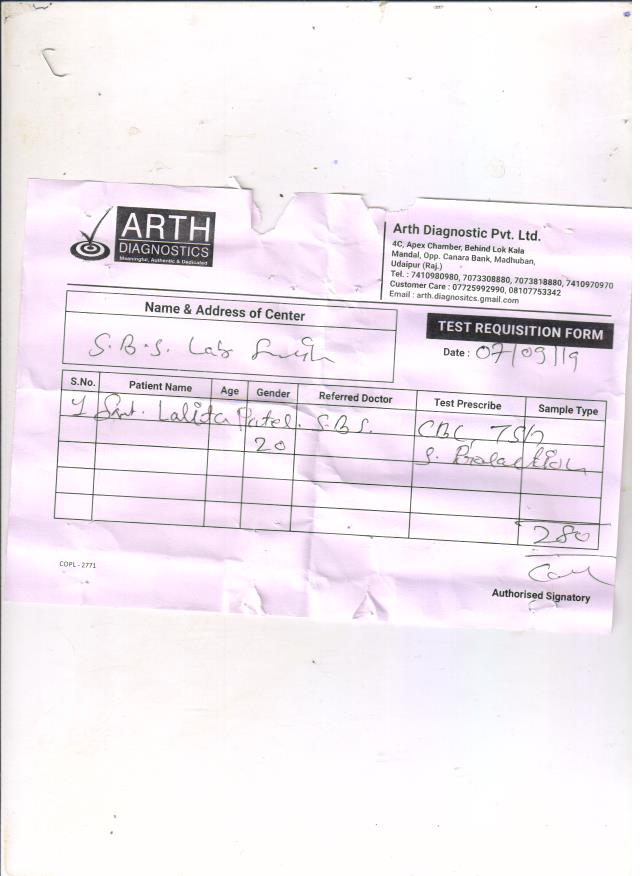 ARTH
DIAGNOSTICS
Meaningful, Authentic & Dedicated
Arth Diagnostic Pvt. Ltd.
4C, Apex Chamber, Behind Lok Kala
Mandal, Opp. Canara Bank, Madhuban,
Udaipur (Raj.)
Tel. : 7410980980, 7073308880, 7073818880, 7410970970
Customer Care : 07725992990, 08107753342
Email : arth.diagnositcs.gmail.com
Name & Address of Center
S.B.S. Lab
TEST REQUISITION FORM
Date : 07/09/19
S.No. Patient Name Age Gender Referred Doctor Test Prescribe Sample Type
1 Smt. Lalita Patel. S.B.S. CBC, TSH
20 S. Prolaction
280
COPL - 2771
Authorised Signatory